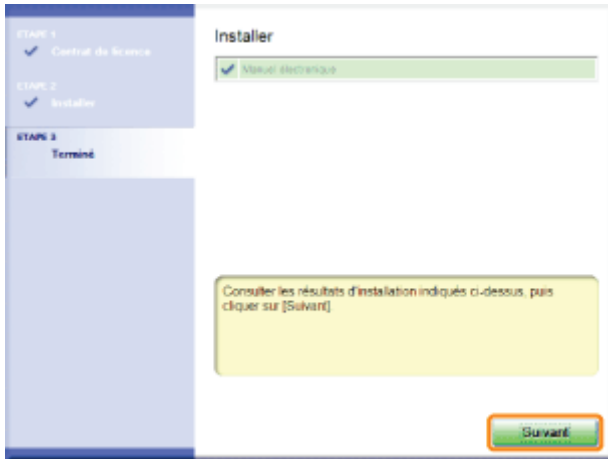 ETAPE 1
Contrat de licence
ETAPE 2
Installer
ETAPE 3
Terminé
Installer
Manuel électronique
Consulter les résultats d'installation indiqués ci-dessus, puis
cliquer sur [Suivant]
Suivant